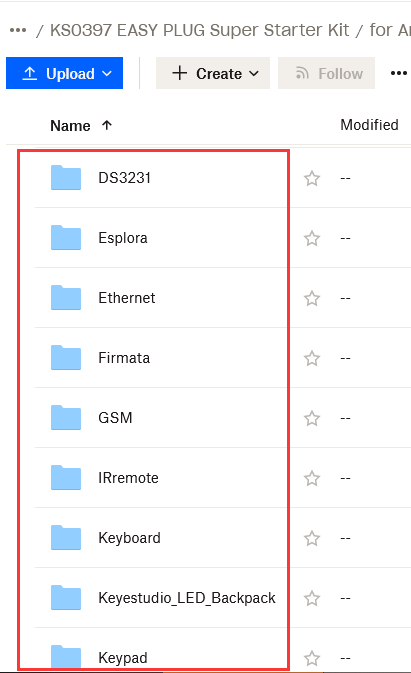 ··· / KS0397 EASY PLUG Super Starter Kit / for Ar
Upload Create Follow ···
Name Modified
DS3231 --
Esplora --
Ethernet --
Firmata --
GSM --
IRremote --
Keyboard --
Keyestudio_LED_Backpack --
Keypad --